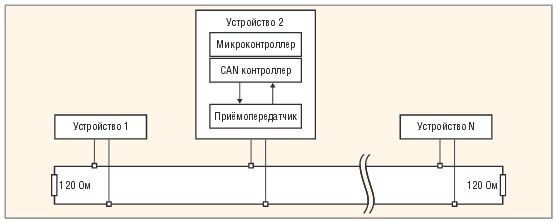 Устройство 2
Микроконтроллер
CAN контроллер
Приёмопередатчик
Устройство 1
Устройство N
120 Ом
120 Ом